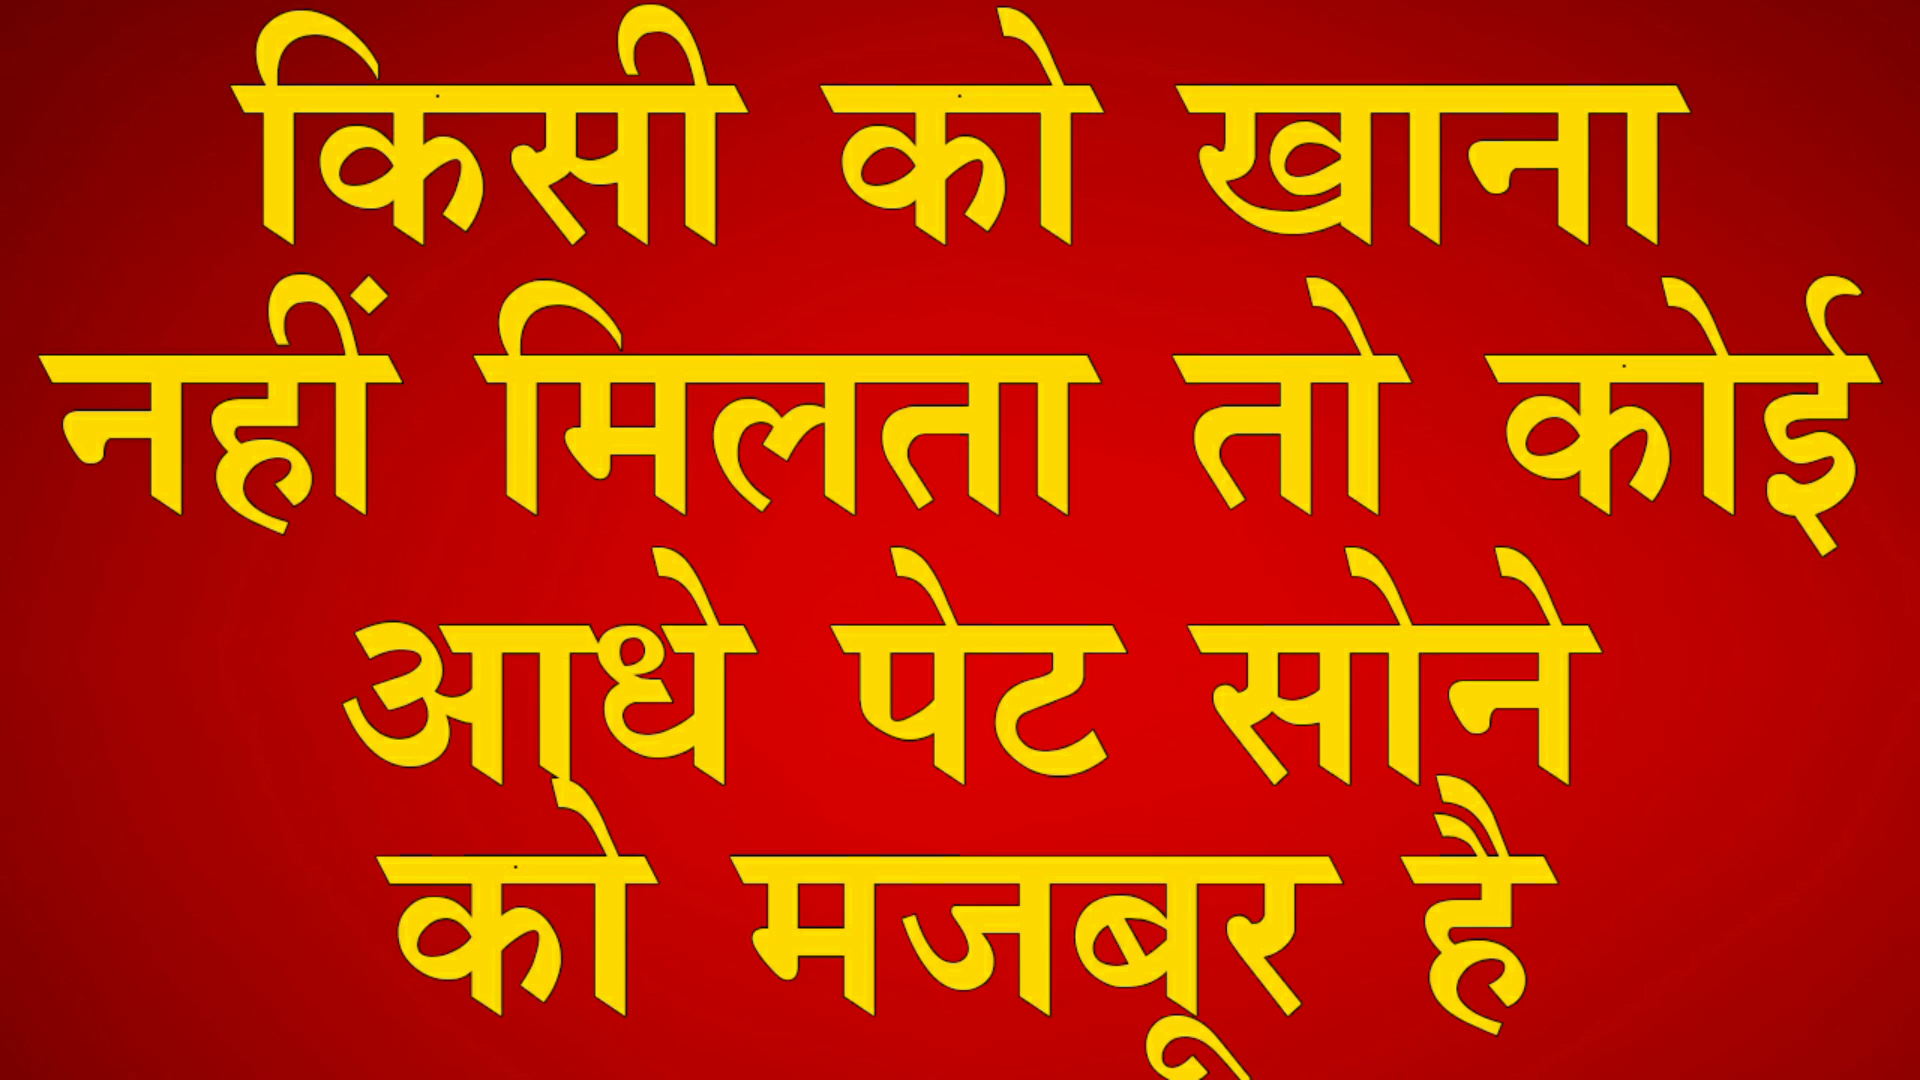 किसी को खाना
नहीं मिलता तो कोई
आधे पेट सोने
को मजबूर है